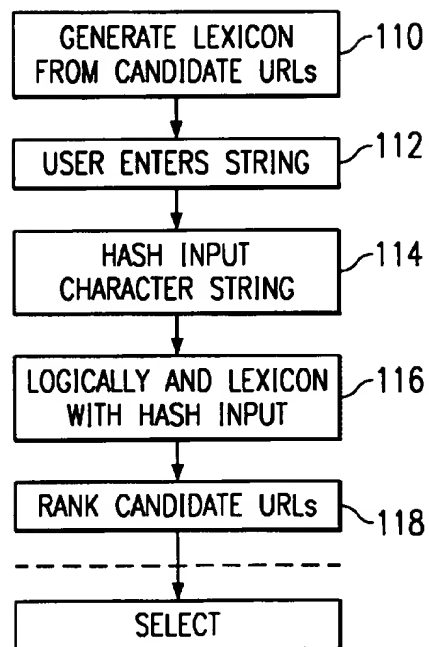 GENERATE LEXICON
FROM CANDIDATE URLs
110
USER ENTERS STRING
112
HASH INPUT
CHARACTER STRING
114
LOGICALLY AND LEXICON
WITH HASH INPUT
116
RANK CANDIDATE URLs
118
SELECT